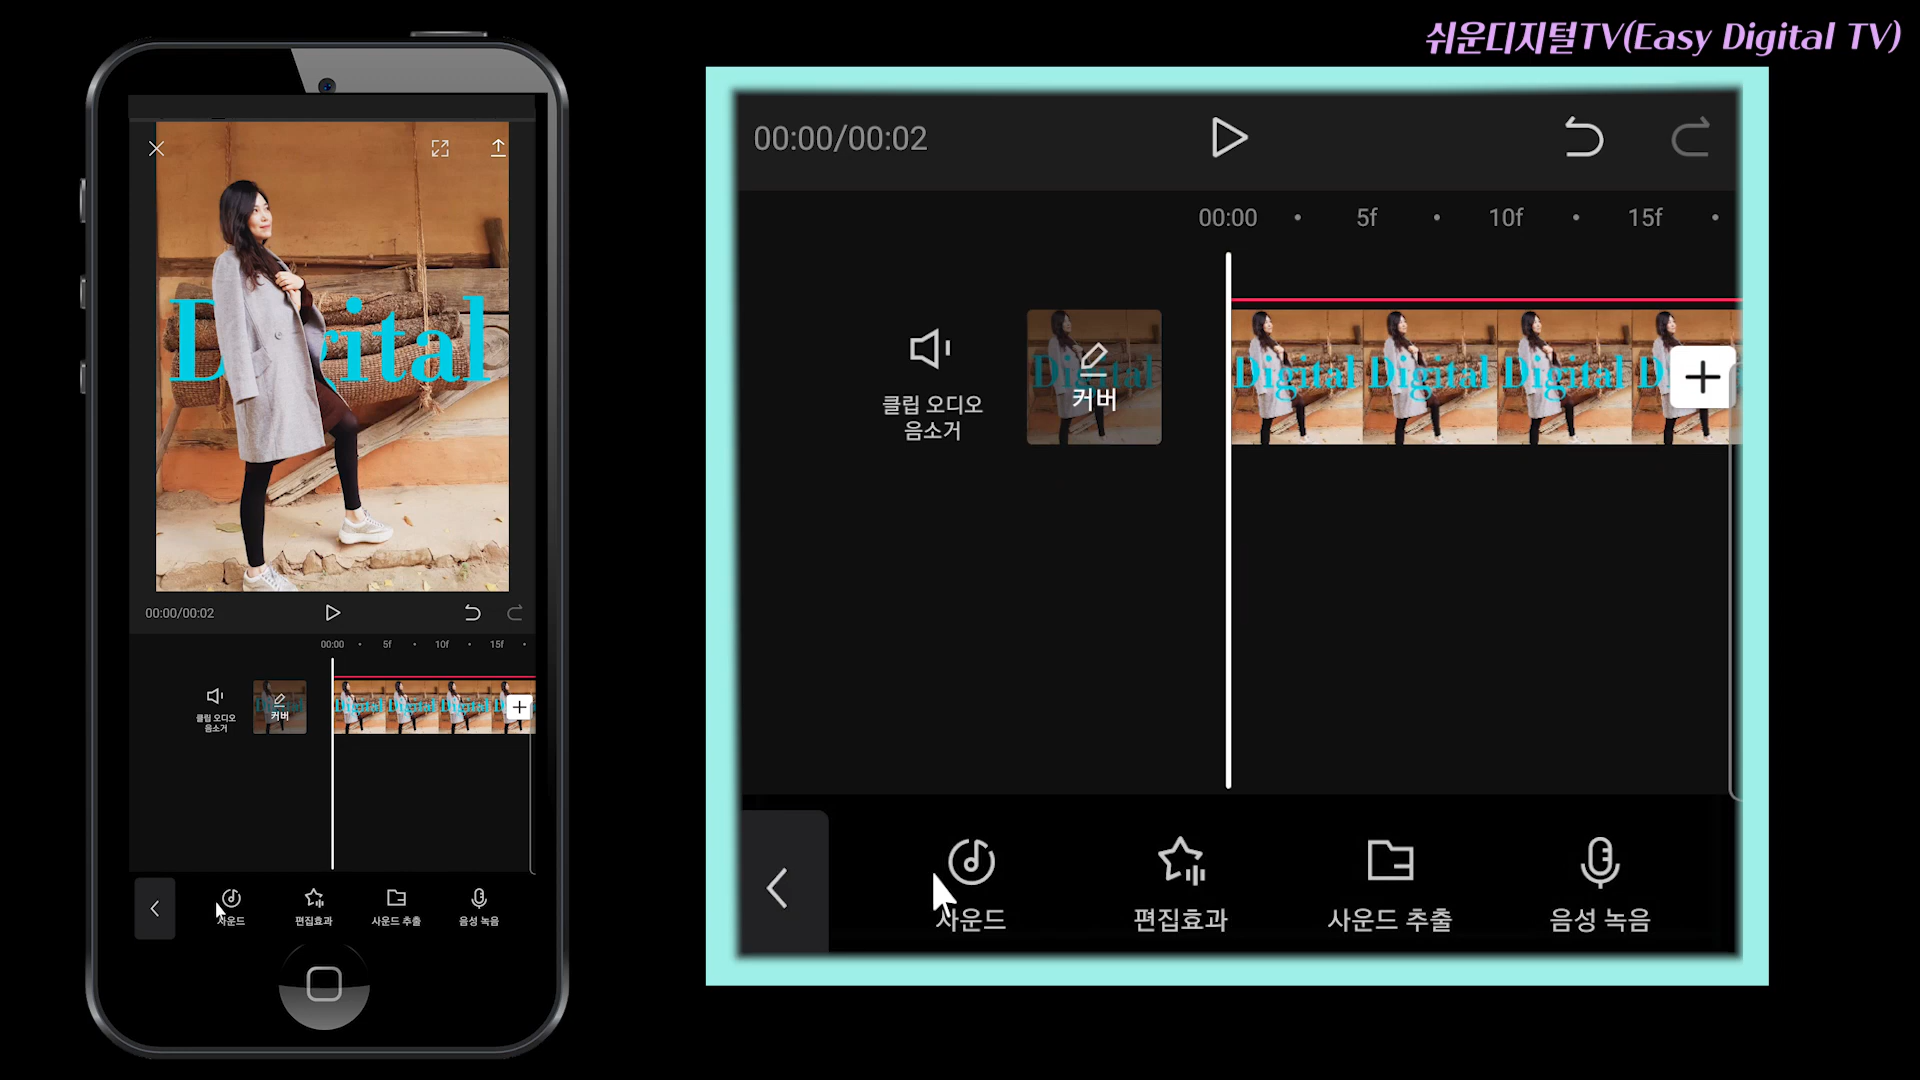 쉬운디지털TV(Easy Digital TV)
Digital
00:00/00:02
00:00 5f 10f 15f
클립 오디오
음소거
커버
Digital Digital Digital
사운드 편집효과 사운드 추출 음성 녹음
00:00/00:02
00:00 5f 10f 15f
클립 오디오
음소거
Digital
커버
Digital Digital Digital D
사운드 편집효과 사운드 추출 음성 녹음